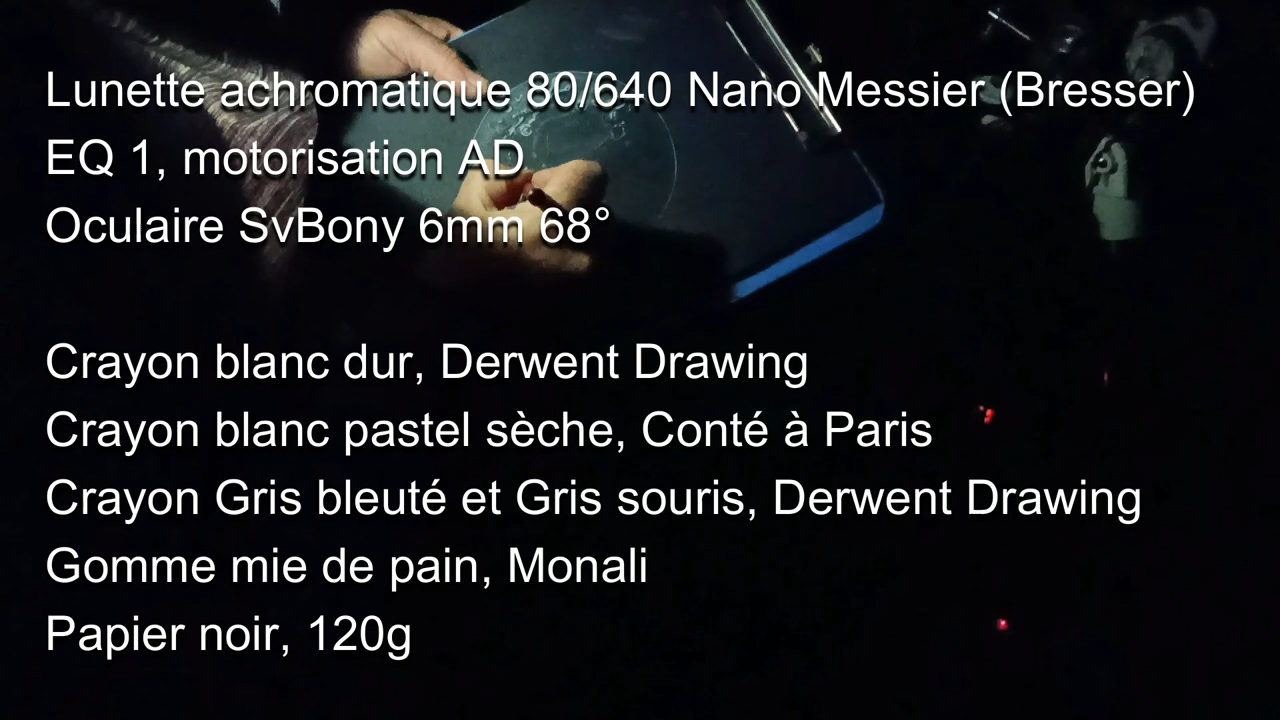 Lunette achromatique 80/640 Nano Messier (Bresser)
EQ 1, motorisation AD
Oculaire SvBony 6mm 68°
Crayon blanc dur, Derwent Drawing
Crayon blanc pastel sèche, Conté à Paris
Crayon Gris bleuté et Gris souris, Derwent Drawing
Gomme mie de pain, Monali
Papier noir, 120g